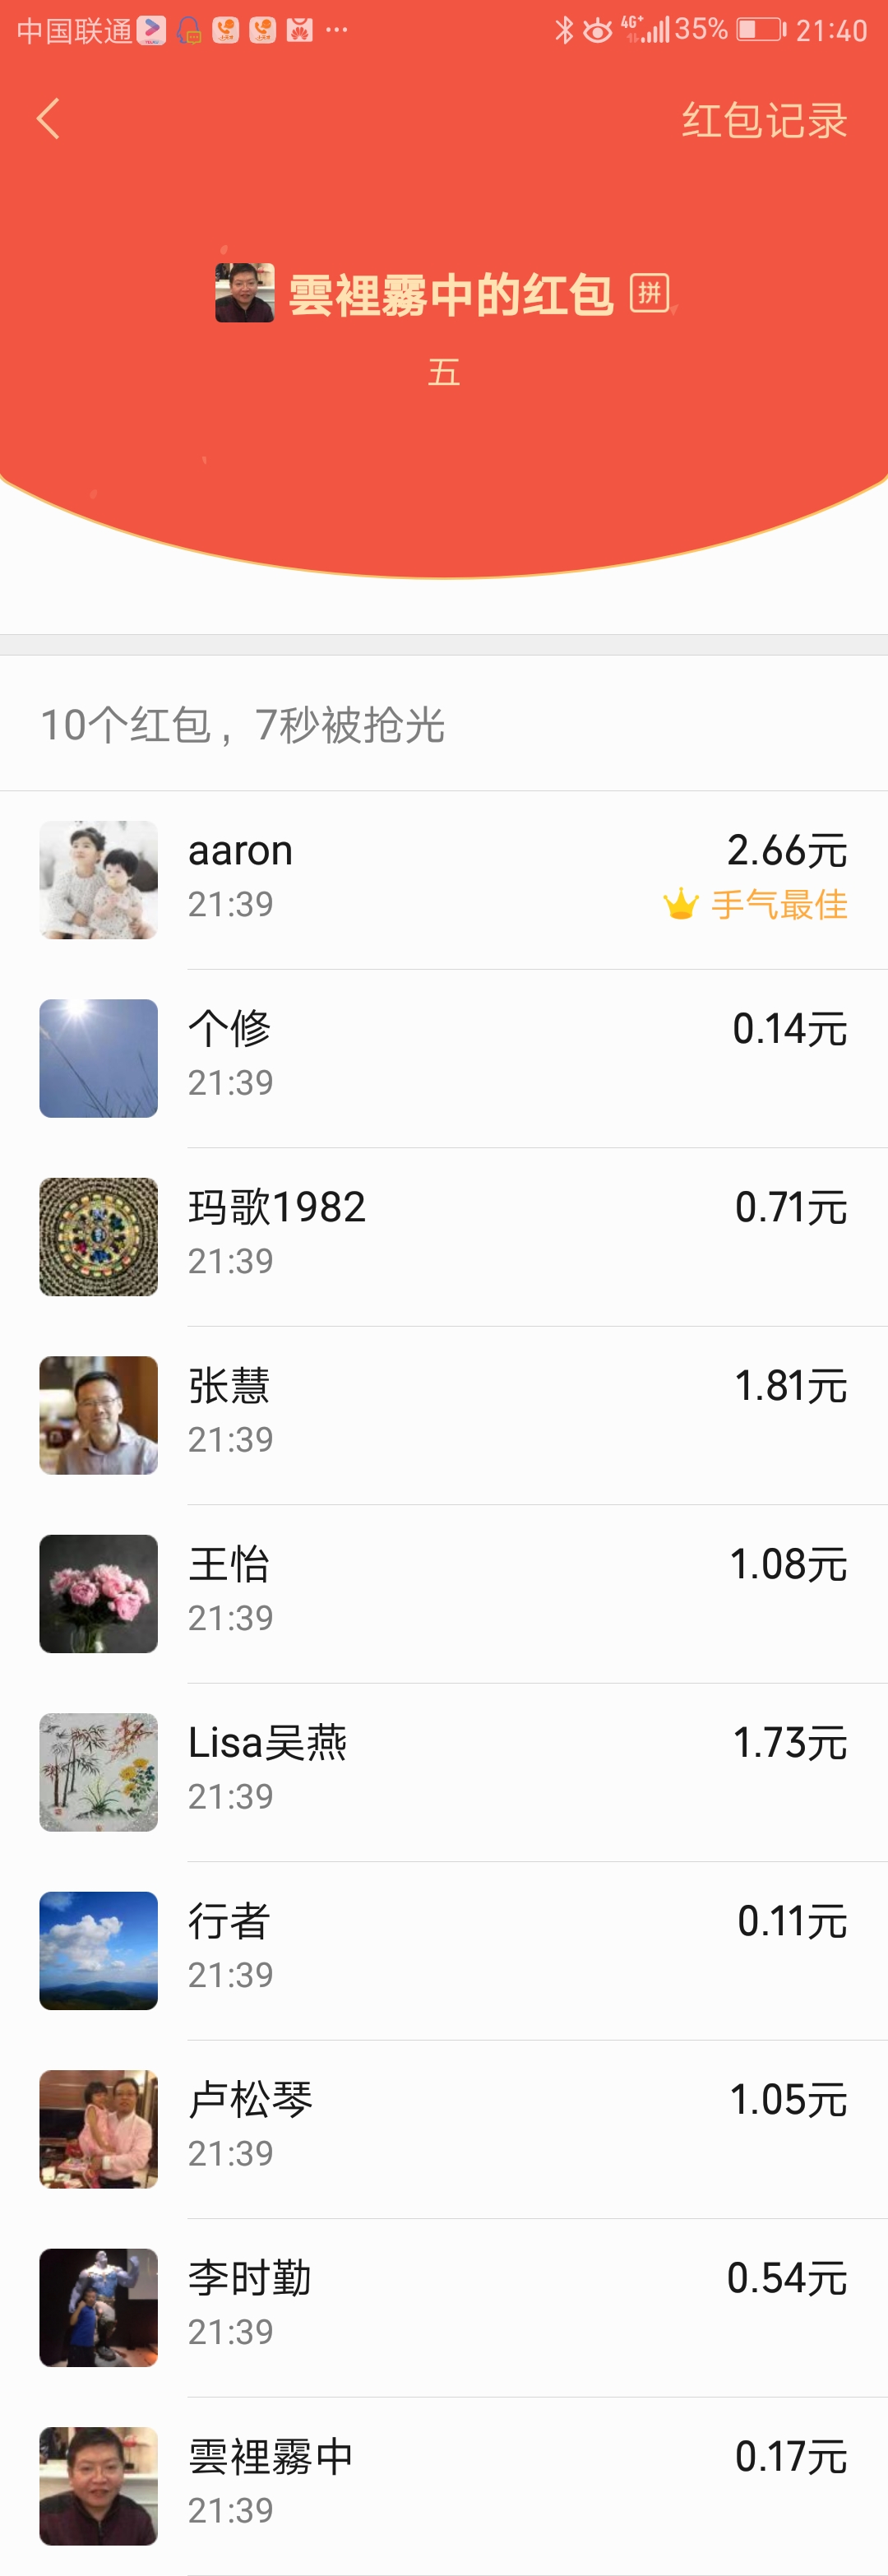 中国联通 ··· 4G+ 35% 21:40
红包记录
雲裡霧中的红包 拼
五
10个红包，7秒被抢光
aaron 2.66元
21:39 手气最佳
个修 0.14元
21:39
玛歌1982 0.71元
21:39
张慧 1.81元
21:39
王怡 1.08元
21:39
Lisa吴燕 1.73元
21:39
行者 0.11元
21:39
卢松琴 1.05元
21:39
李时勤 0.54元
21:39
雲裡霧中 0.17元
21:39